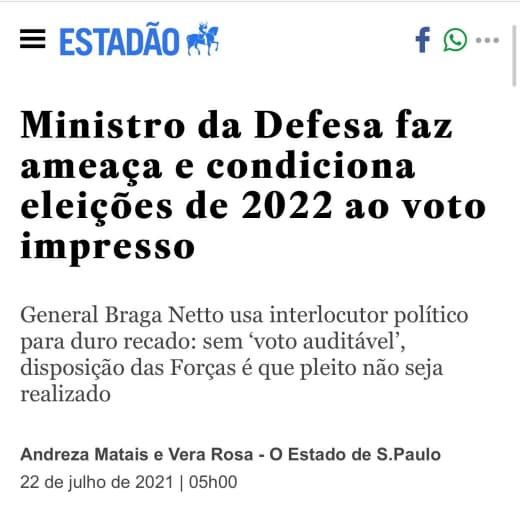 ESTADÃO
Ministro da Defesa faz
ameaça e condiciona
eleições de 2022 ao voto
impresso
General Braga Netto usa interlocutor político
para duro recado: sem ‘voto auditável’,
disposição das Forças é que pleito não seja
realizado
Andreza Matais e Vera Rosa - O Estado de S.Paulo
22 de julho de 2021 | 05h00